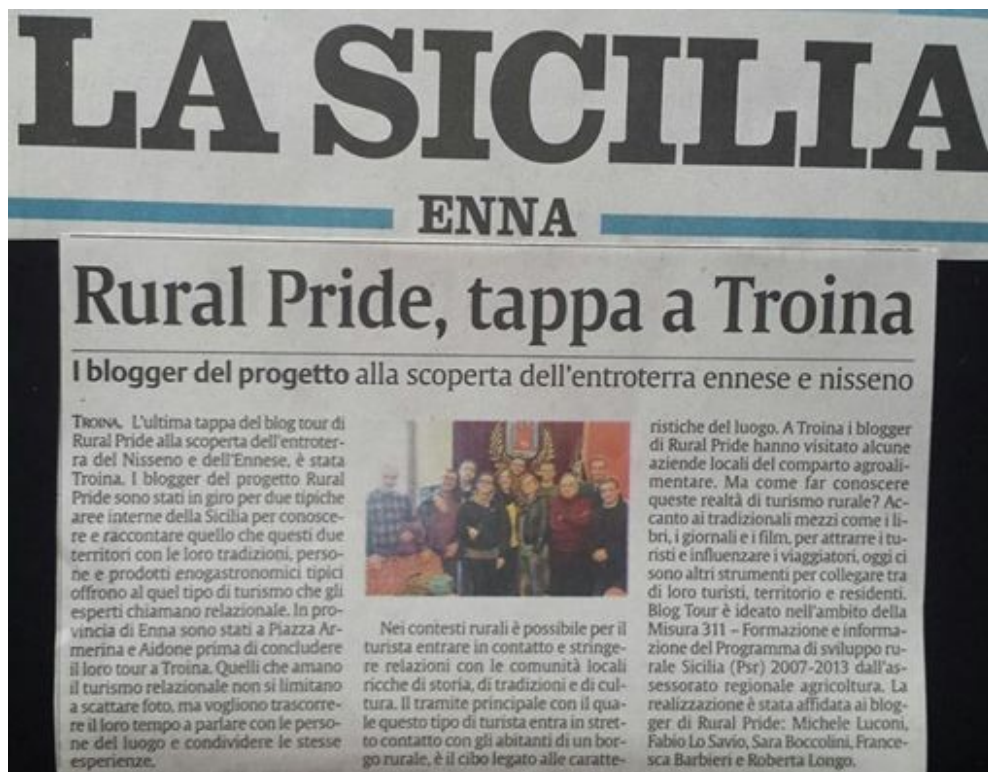 LA SICILIA
ENNA
Rural Pride, tappa a Troina
I blogger del progetto alla scoperta dell'entroterra ennese e nisseno
TROINA. L'ultima tappa del blog tour di
Rural Pride alla scoperta dell'entroter-
ra del Nisseno e dell'Ennese, è stata
Troina. I blogger del progetto Rural
Pride sono stati in giro per due tipiche
aree interne della Sicilia per conosce-
re e raccontare quello che questi due
territori con le loro tradizioni, perso-
ne e prodotti enogastronomici tipici
offrono al quel tipo di turismo che gli
esperti chiamano relazionale. In pro-
vincia di Enna sono stati a Piazza Ar-
merina e Aidone prima di concludere
il loro tour a Troina. Quelli che amano
il turismo relazionale non si limitano
a scattare foto, ma vogliono trascorre-
re il loro tempo a parlare con le perso-
ne del luogo e condividere le stesse
esperienze.
Nei contesti rurali è possibile per il
turista entrare in contatto e stringe-
re relazioni con le comunità locali
ricche di storia, di tradizioni e di cul-
tura. Il tramite principale con il qua-
le questo tipo di turista entra in stret-
to contatto con gli abitanti di un bor-
go rurale, è il cibo legato alle caratte-
ristiche del luogo. A Troina i blogger
di Rural Pride hanno visitato alcune
aziende locali del comparto agroali-
mentare. Ma come far conoscere
queste realtà di turismo rurale? Ac-
canto ai tradizionali mezzi come i li-
bri, i giornali e i film, per attrarre i tu-
risti e influenzare i viaggiatori, oggi ci
sono altri strumenti per collegare tra
di loro turisti, territorio e residenti.
Blog Tour è ideato nell'ambito della
Misura 311 – Formazione e informa-
zione del Programma di sviluppo ru-
rale Sicilia (Psr) 2007-2013 dall'as-
sessorato regionale agricoltura. La
realizzazione è stata affidata ai blog-
ger di Rural Pride: Michele Luconi,
Fabio Lo Savio, Sara Boccolini, France-
sca Barbieri e Roberta Longo.